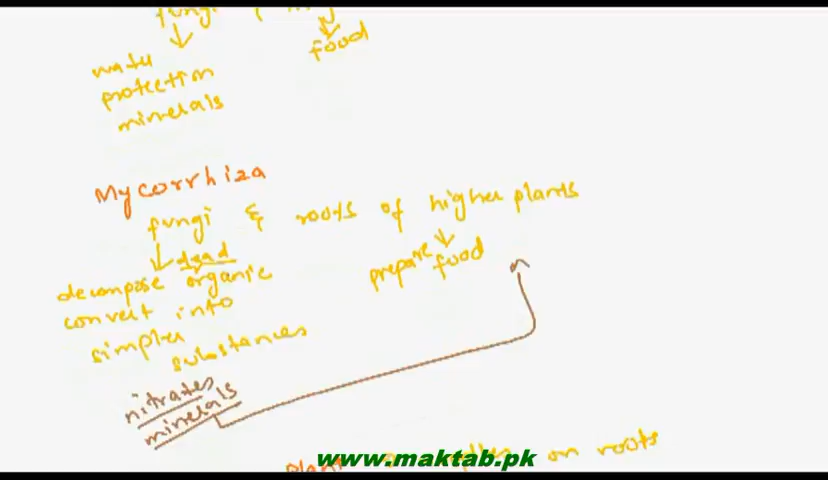 fungi &
water
protection
minerals
food
Mycorrhiza
fungi & roots of higher plants
dead
decompose organic
convert into
simpler
substances
prepare food
nitrates
minerals
plant on roots
www.maktab.pk